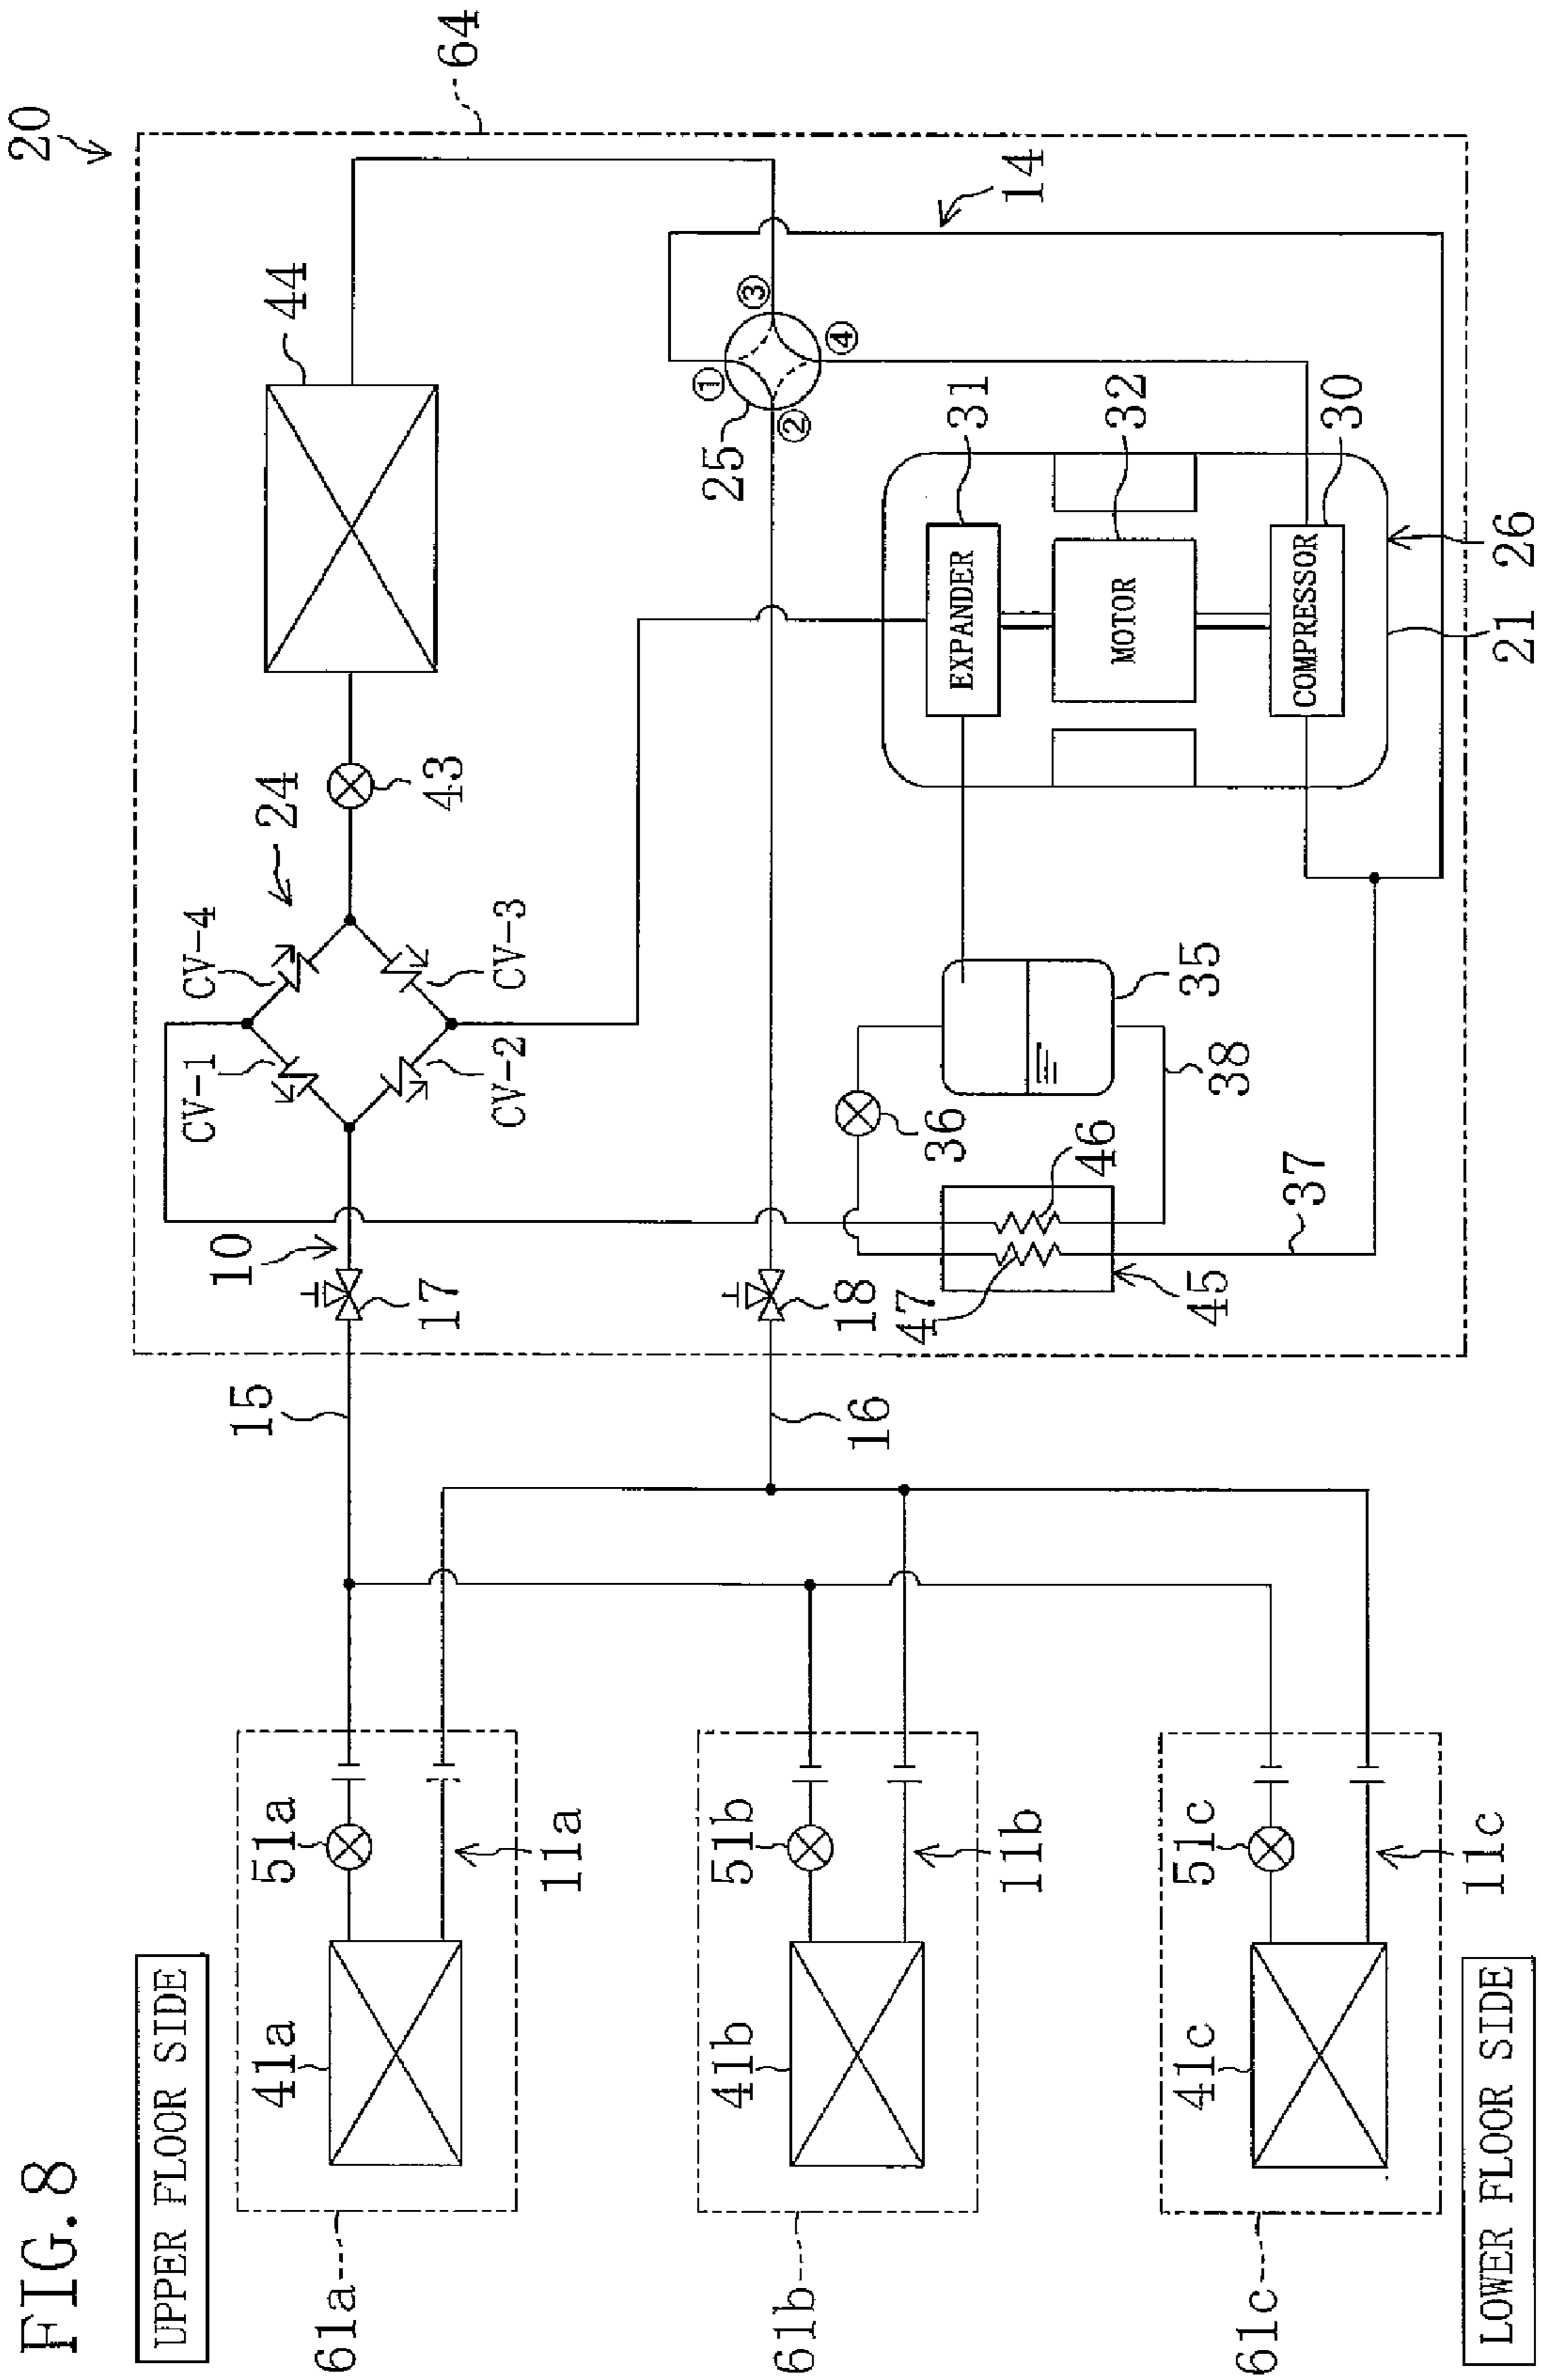 FIG. 8
UPPER FLOOR SIDE
61a
41a
51a
11a
61b
41b
51b
11b
61c
41c
51c
11c
LOWER FLOOR SIDE
15
16
10
17
18
CV-1
CV-2
CV-4
CV-3
24
43
44
20
64
14
25
①
②
③
④
EXPANDER
MOTOR
COMPRESSOR
31
32
30
26
21
35
36
38
46
47
45
37